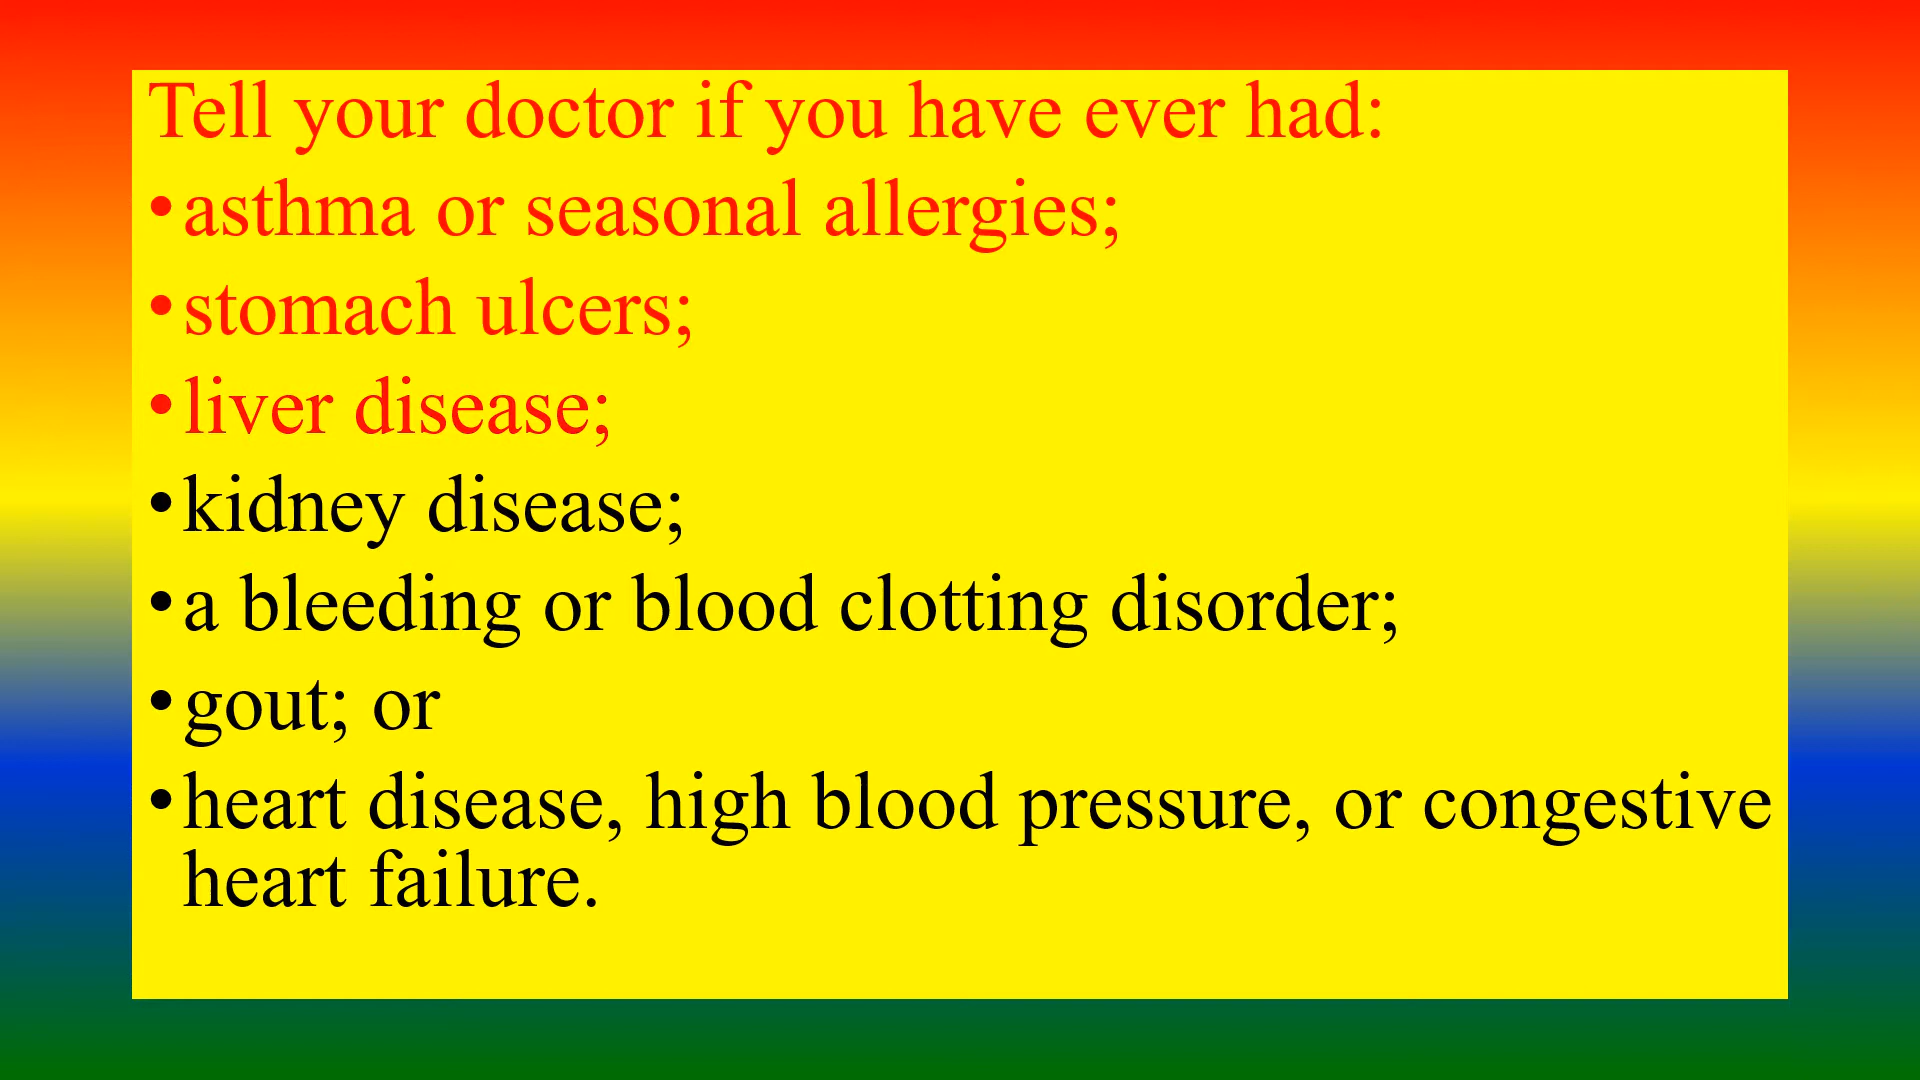 Tell your doctor if you have ever had:
•asthma or seasonal allergies;
•stomach ulcers;
•liver disease;
•kidney disease;
•a bleeding or blood clotting disorder;
•gout; or
•heart disease, high blood pressure, or congestive
heart failure.